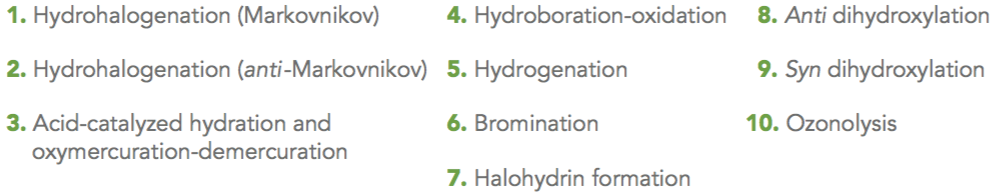 1. Hydrohalogenation (Markovnikov)
2. Hydrohalogenation (anti-Markovnikov)
3. Acid-catalyzed hydration and
oxymercuration-demercuration
4. Hydroboration-oxidation
5. Hydrogenation
6. Bromination
7. Halohydrin formation
8. Anti dihydroxylation
9. Syn dihydroxylation
10. Ozonolysis